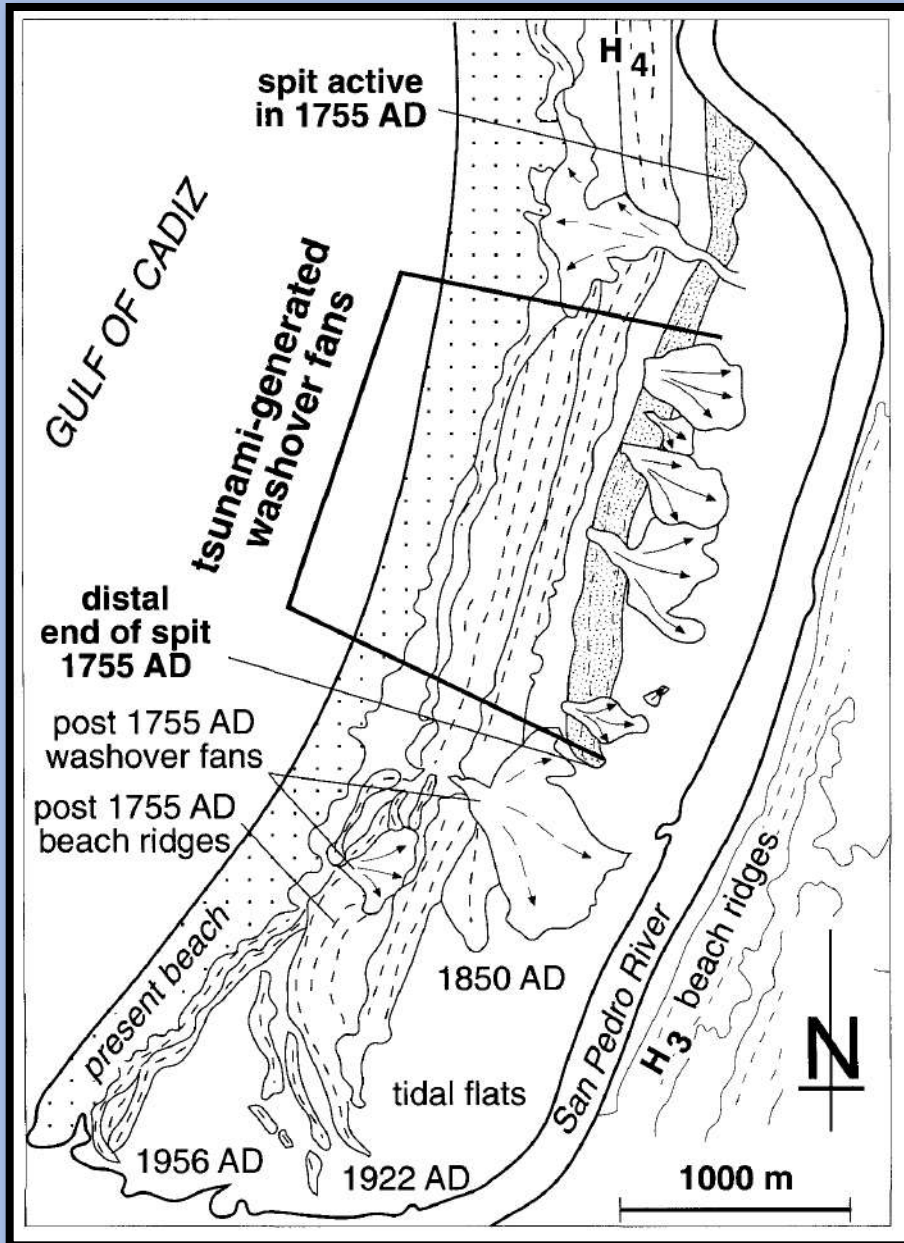 H 4
spit active
in 1755 AD
GULF OF CADIZ
tsunami-generated
washover fans
distal
end of spit
1755 AD
post 1755 AD
washover fans
post 1755 AD
beach ridges
present beach
1850 AD
San Pedro River
H 3 beach ridges
N
tidal flats
1956 AD
1922 AD
1000 m